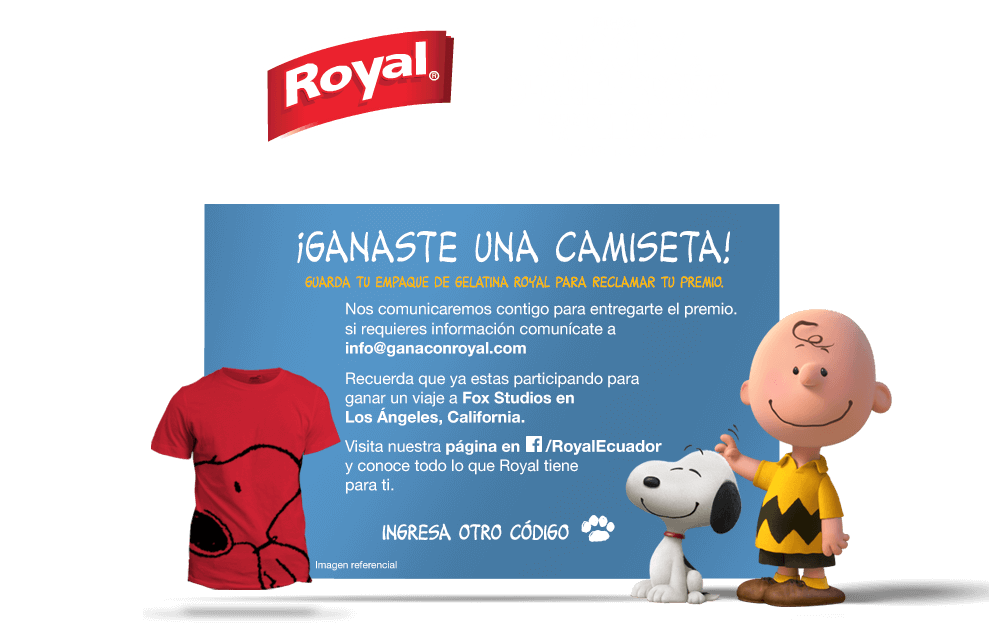 Royal®
¡GANASTE UNA CAMISETA!
GUARDA TU EMPAQUE DE GELATINA ROYAL PARA RECLAMAR TU PREMIO.
Nos comunicaremos contigo para entregarte el premio.
si requieres información comunícate a
info@ganaconroyal.com
Recuerda que ya estas participando para
ganar un viaje a Fox Studios en
Los Ángeles, California.
Visita nuestra página en f/RoyalEcuador
y conoce todo lo que Royal tiene
para ti.
INGRESA OTRO CÓDIGO
Imagen referencial